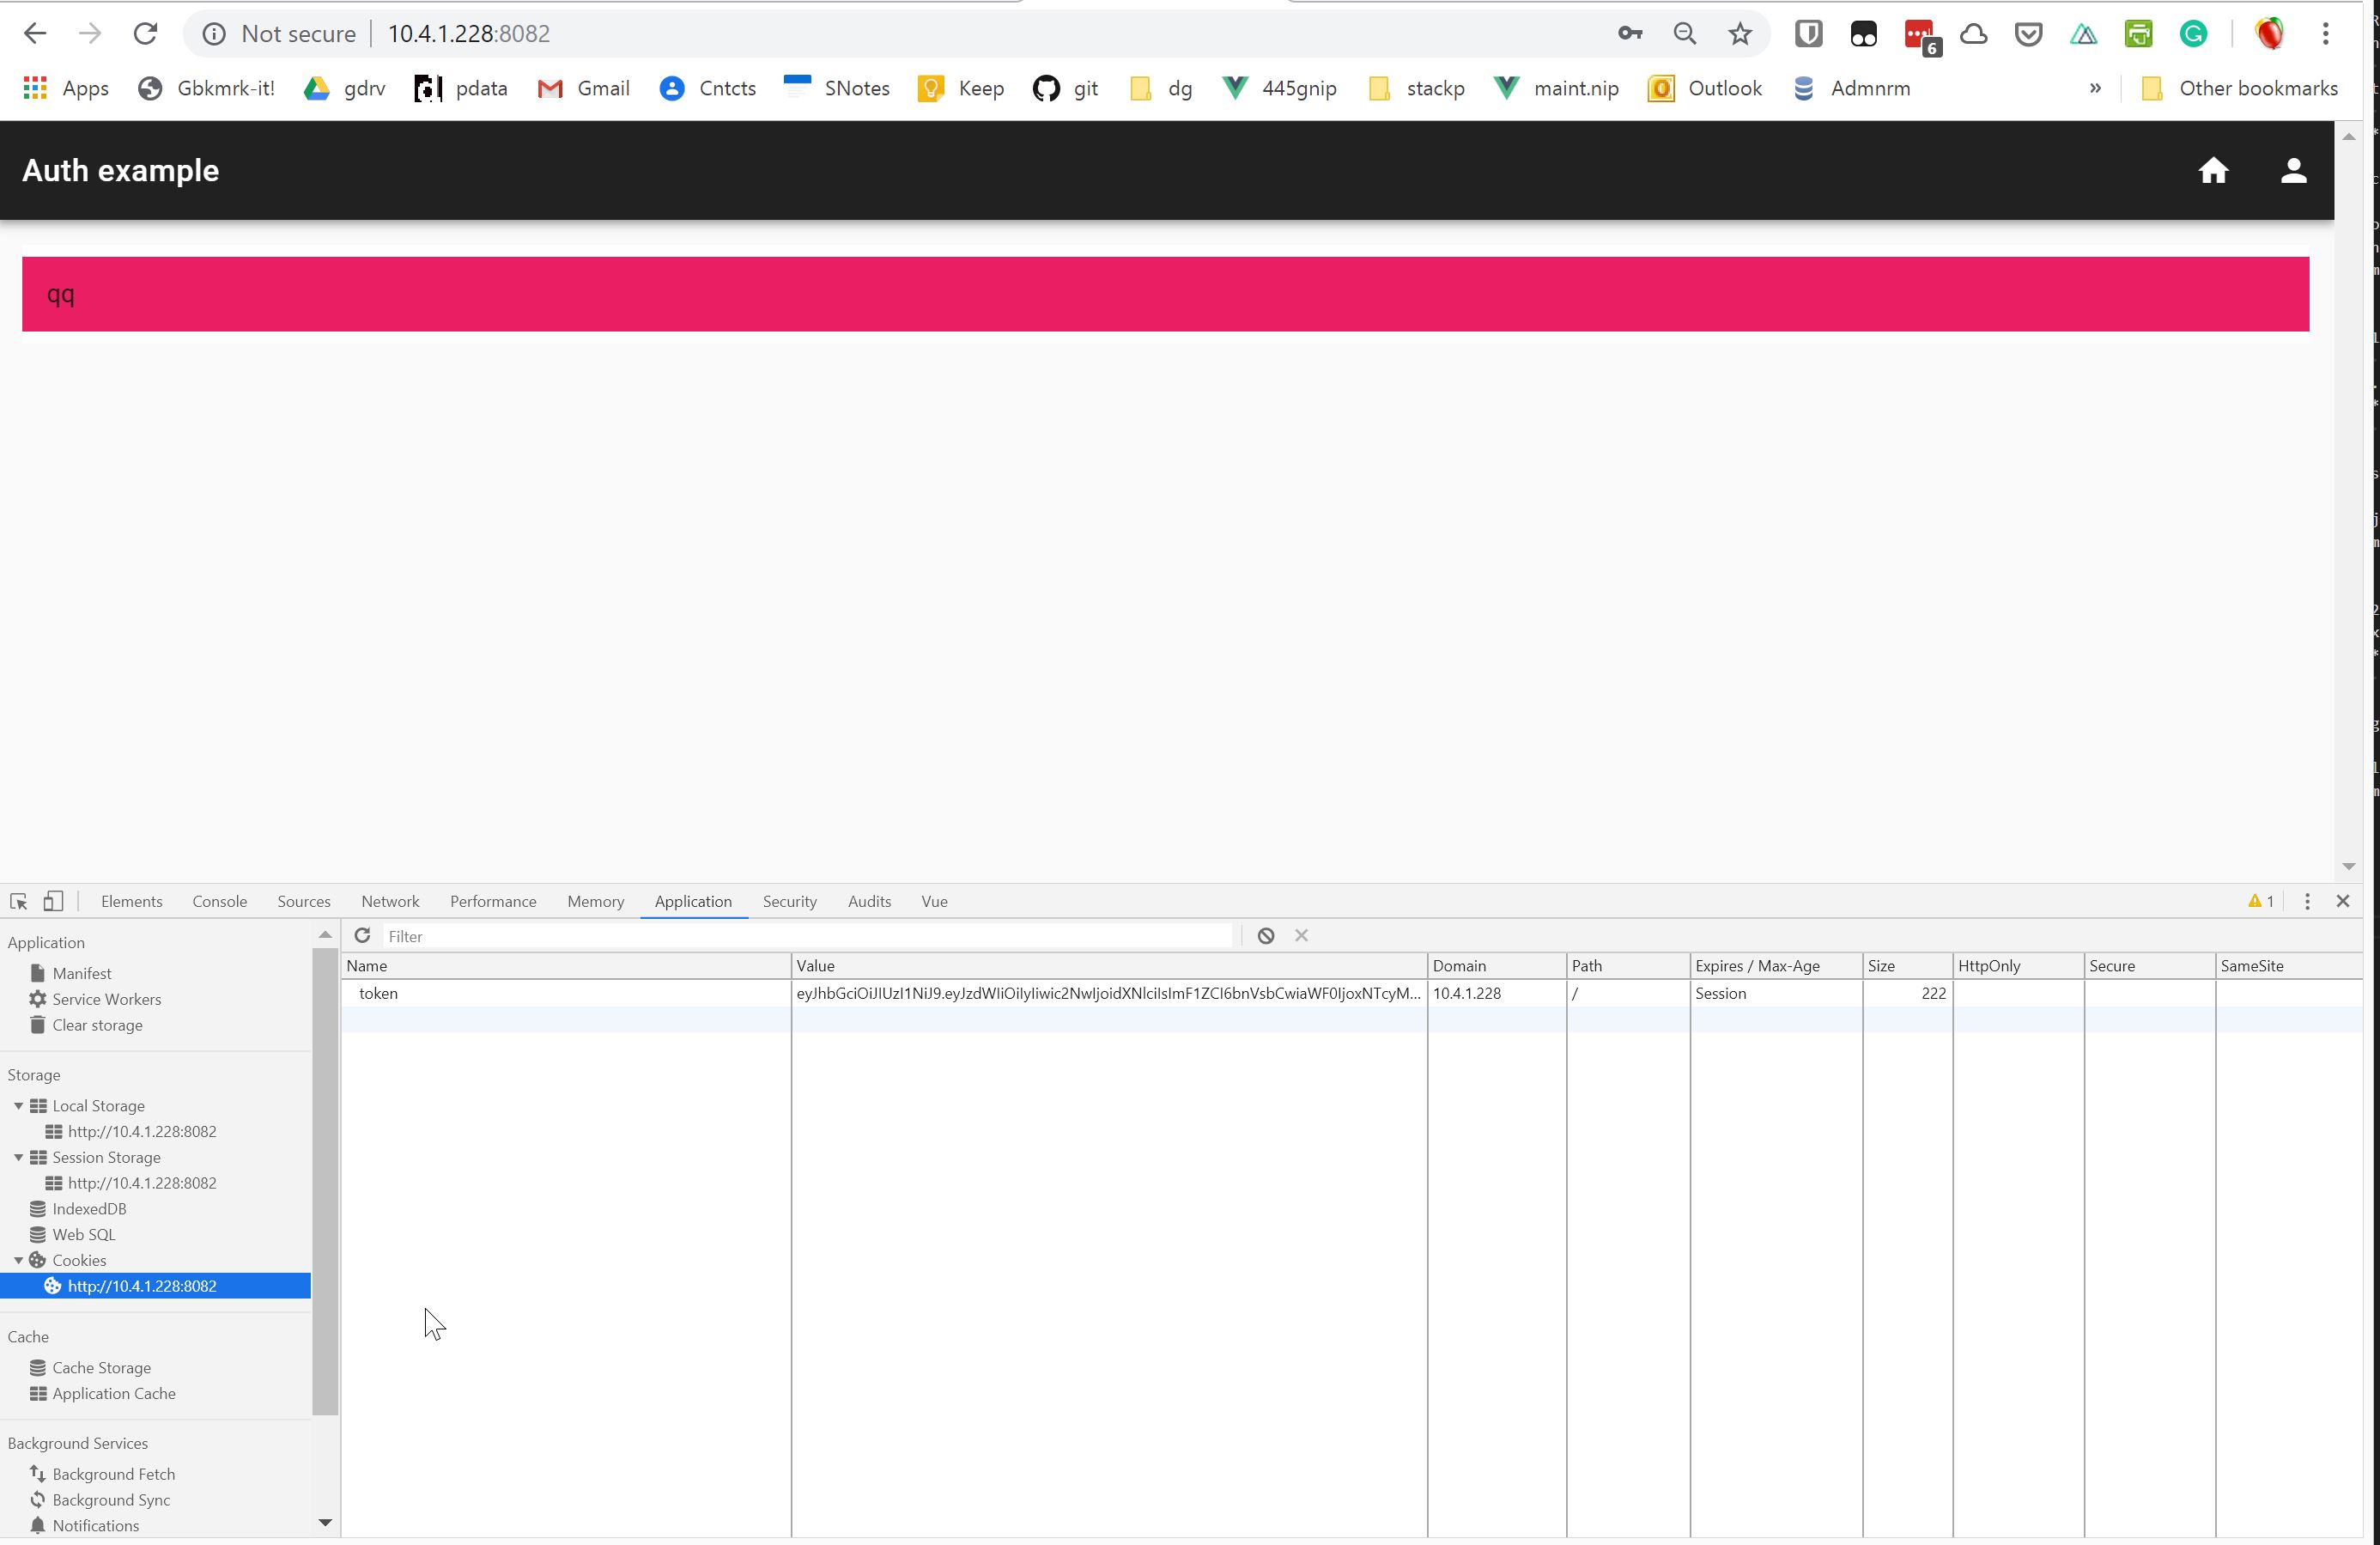 Not secure 10.4.1.228:8082
6
Apps Gbkmrk-it! gdrv pdata Gmail Cntcts SNotes Keep git dg 445gnip stackp maint.nip Outlook Admnrm » Other bookmarks
Auth example
qq
Elements Console Sources Network Performance Memory Application Security Audits Vue 1
Application
Manifest
Service Workers
Clear storage
Storage
Local Storage
http://10.4.1.228:8082
Session Storage
http://10.4.1.228:8082
IndexedDB
Web SQL
Cookies
http://10.4.1.228:8082
Cache
Cache Storage
Application Cache
Background Services
Background Fetch
Background Sync
Notifications
Filter
Name Value Domain Path Expires / Max-Age Size HttpOnly Secure SameSite
token 10.4.1.228 / Session 222